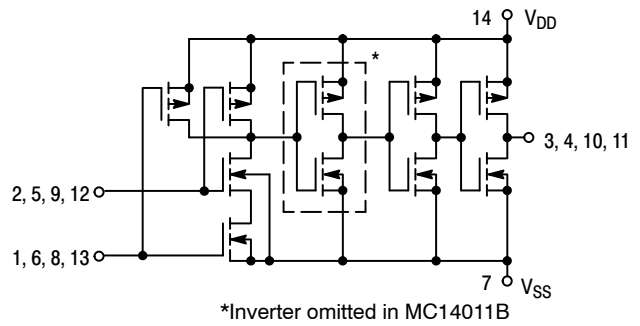 14 VDD
*
3, 4, 10, 11
2, 5, 9, 12
1, 6, 8, 13
7 VSS
*Inverter omitted in MC14011B